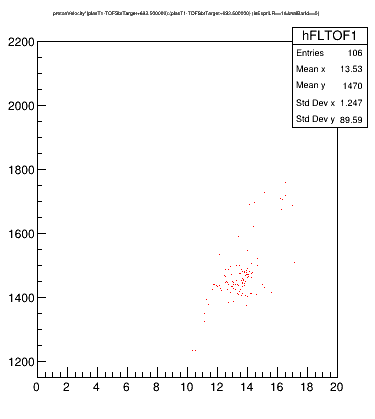 hFLTOF1
Entries 106
Mean x 13.53
Mean y 1470
Std Dev x 1.247
Std Dev y 89.59
2200
2000
1800
1600
1400
1200
0 2 4 6 8 10 12 14 16 18 20